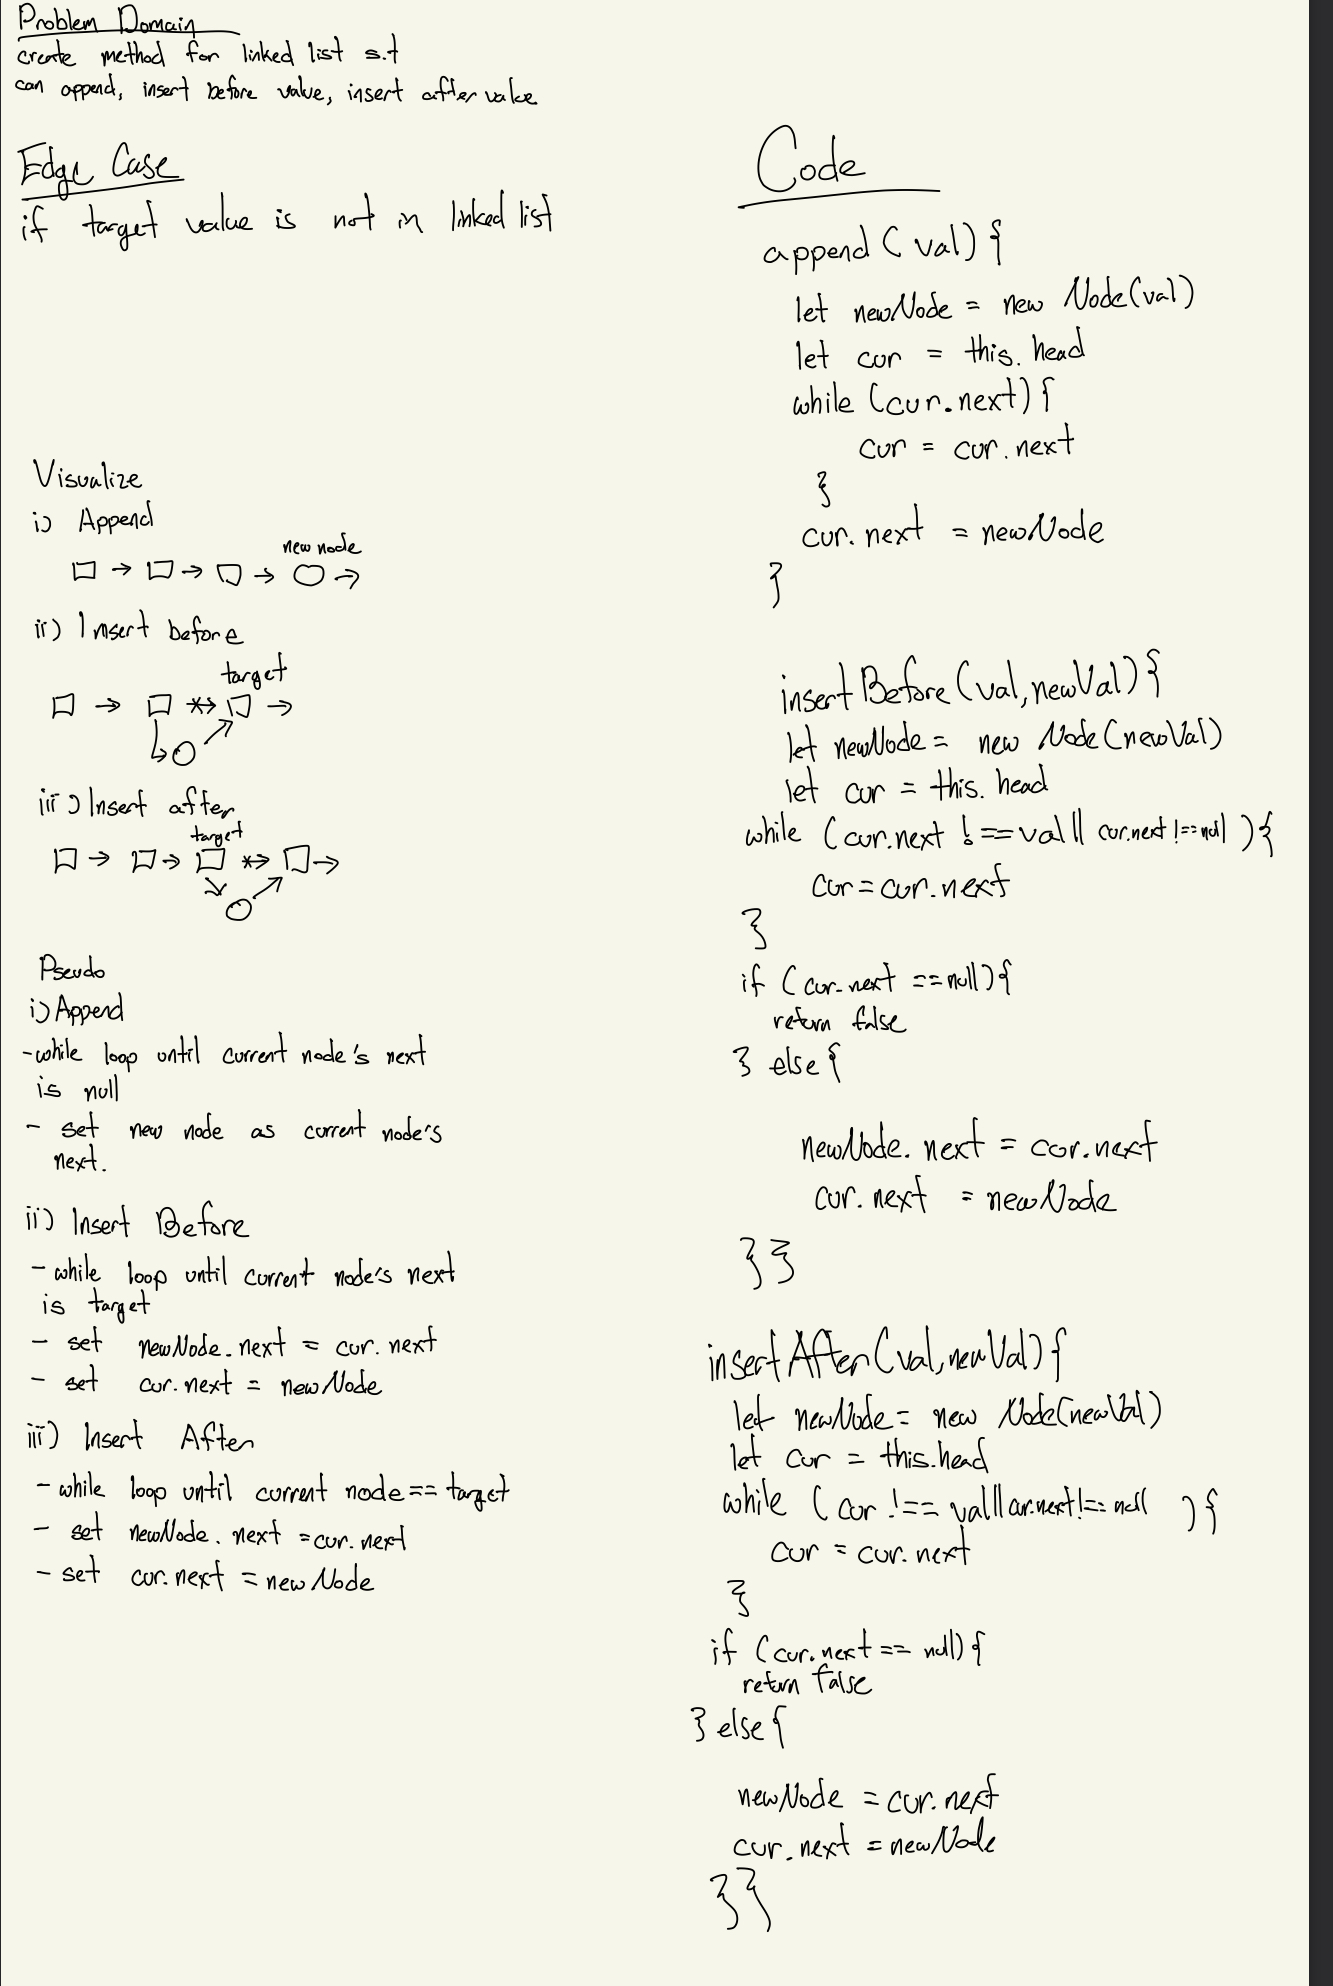 Problem Domain
create method for linked list s.t
can append, insert before value, insert after value
Edge Case
if target value is not in linked list
Visualize
i) Append
new node
□ → □ → □ → ○ →
ii) Insert before
target
iii) Insert after
target
Pseudo
i) Append
- while loop until current node's next
is null
- set new node as current node's
next.
ii) Insert Before
- while loop until current node's next
is target
- set newNode.next = cur.next
- set cur.next = newNode
iii) Insert After
- while loop until current node == target
- set newNode.next = cur.next
- set cur.next = newNode
Code
append(val){
let newNode = new Node(val)
let cur = this.head
while (cur.next){
cur = cur.next
}
cur.next = newNode
}
insertBefore(val,newVal){
let newNode = new Node(newVal)
let cur = this.head
while (cur.next !== val || cur.next !== null ){
cur = cur.next
}
if (cur.next == null){
return false
} else {
newNode.next = cur.next
cur.next = newNode
}}
insertAfter(val,newVal){
let newNode = new Node(newVal)
let cur = this.head
while (cur !== val || cur.next !== null ){
cur = cur.next
}
if (cur.next == null){
return false
} else {
newNode = cur.next
cur.next = newNode
}}